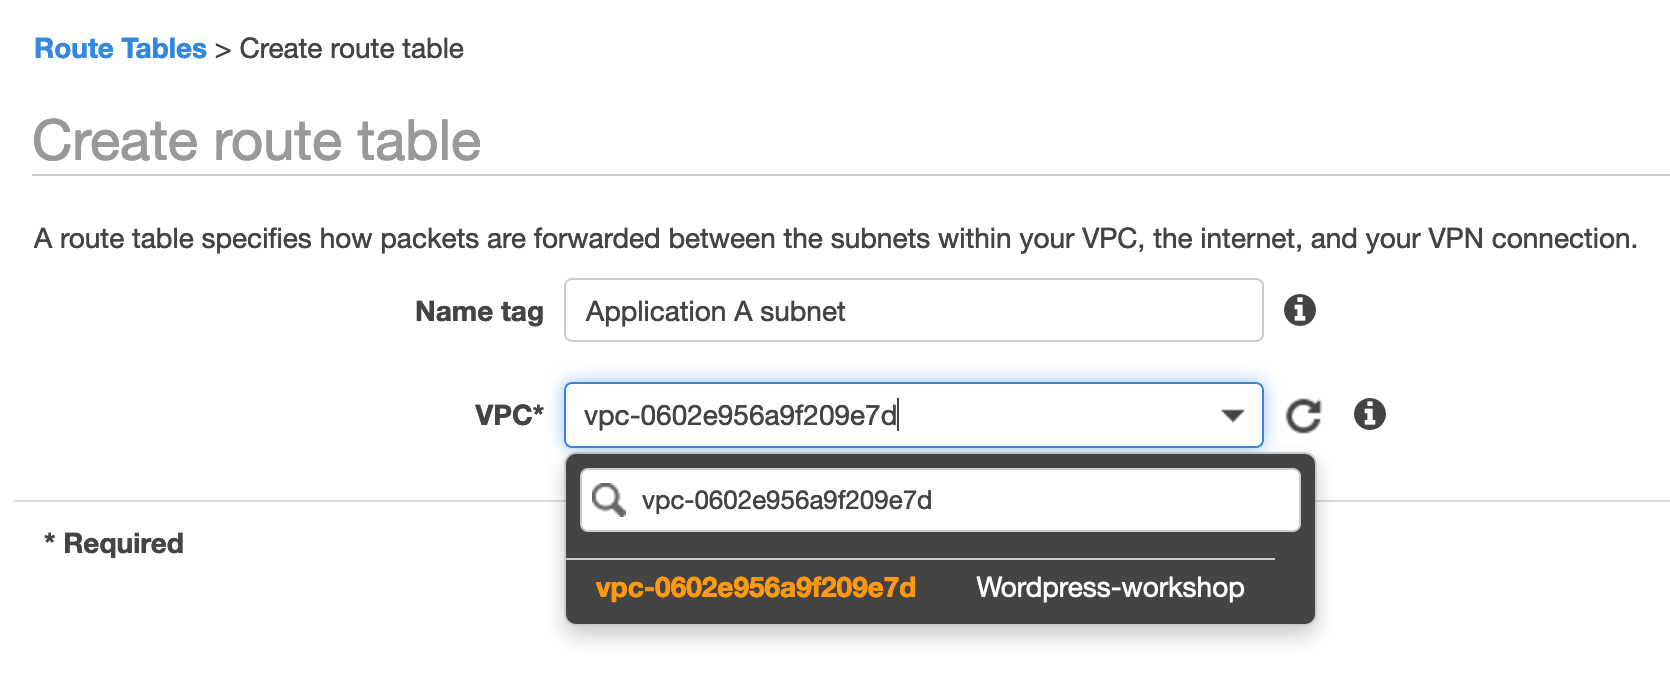 Route Tables > Create route table
Create route table
A route table specifies how packets are forwarded between the subnets within your VPC, the internet, and your VPN connection.
Name tag Application A subnet
VPC* vpc-0602e956a9f209e7d
vpc-0602e956a9f209e7d
* Required
vpc-0602e956a9f209e7d Wordpress-workshop